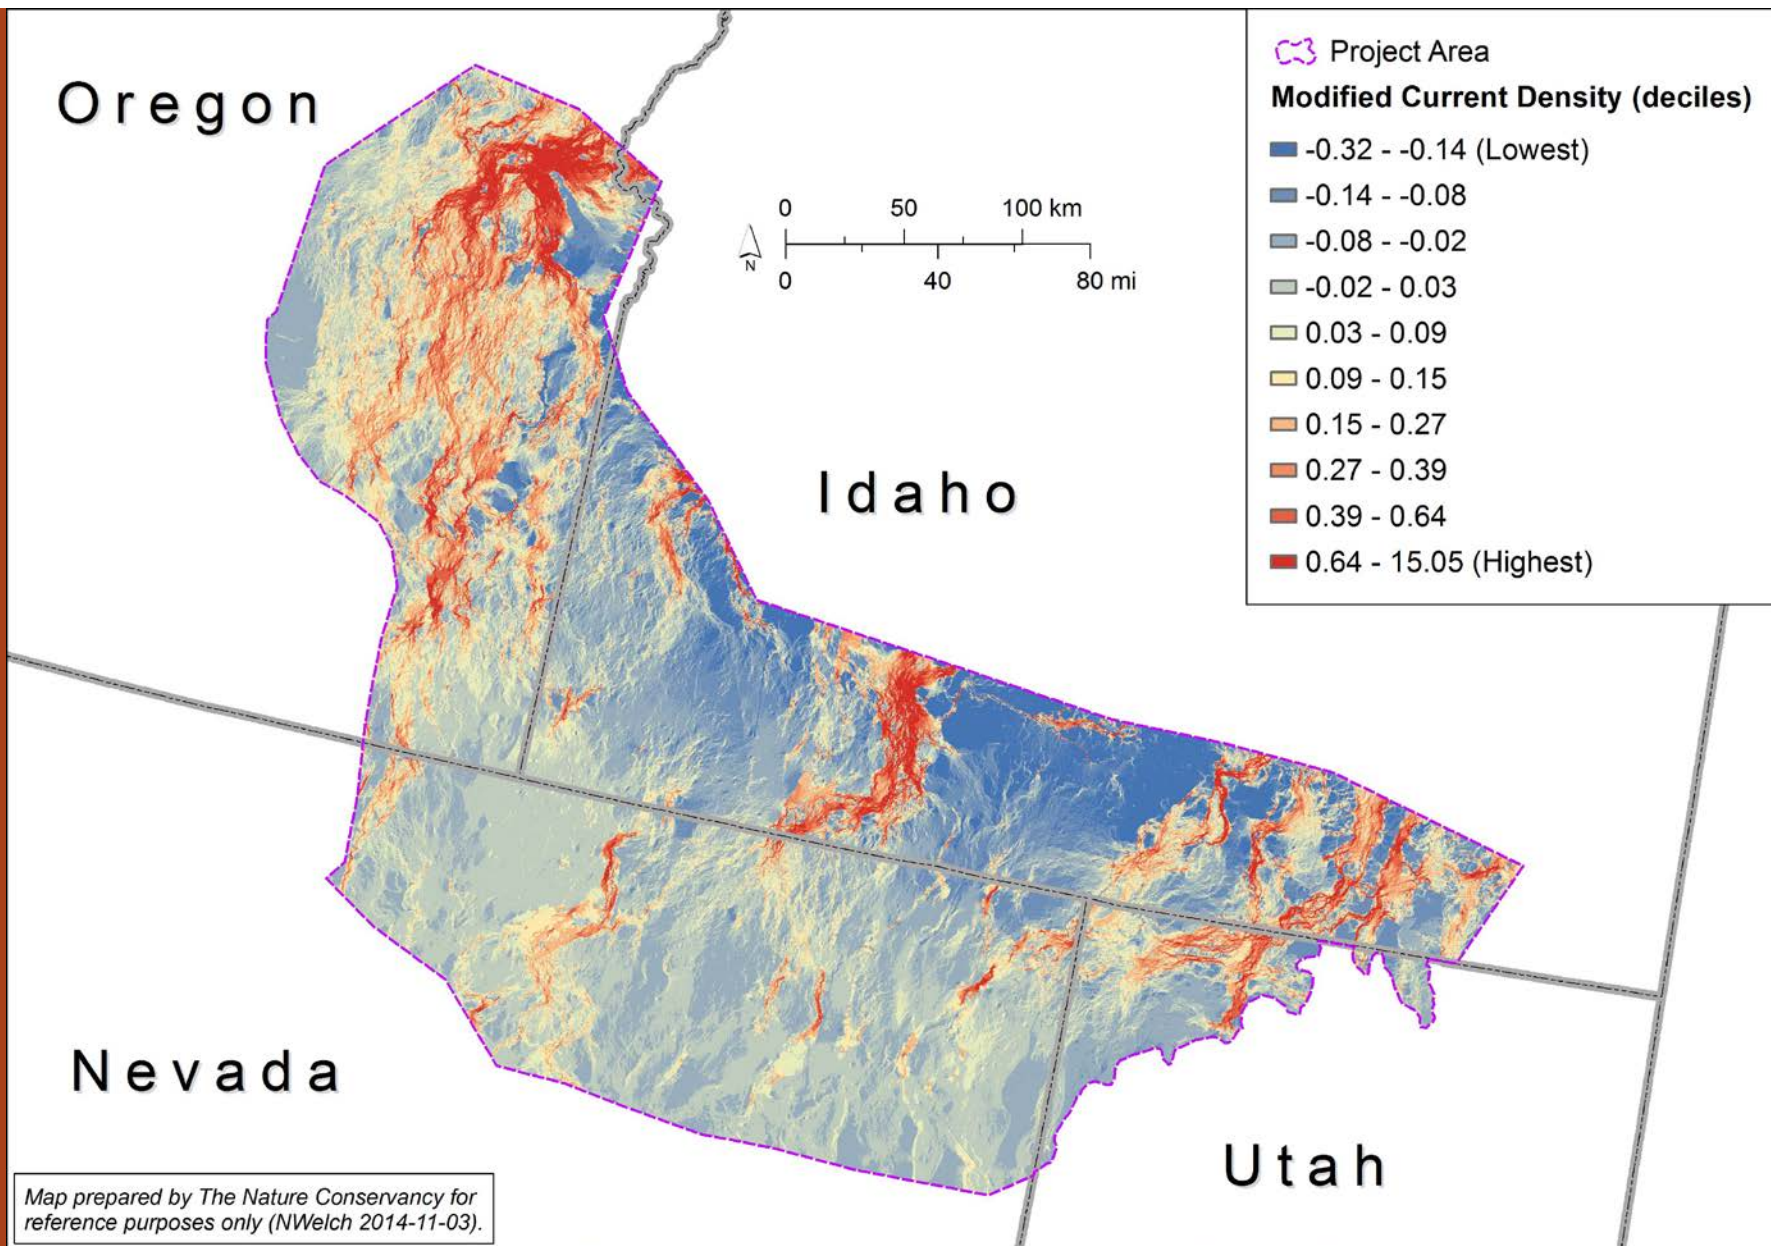 Oregon
Idaho
Nevada
Utah
0 50 100 km
N
0 40 80 mi
Project Area
Modified Current Density (deciles)
-0.32 - -0.14 (Lowest)
-0.14 - -0.08
-0.08 - -0.02
-0.02 - 0.03
0.03 - 0.09
0.09 - 0.15
0.15 - 0.27
0.27 - 0.39
0.39 - 0.64
0.64 - 15.05 (Highest)
Map prepared by The Nature Conservancy for
reference purposes only (NWelch 2014-11-03).